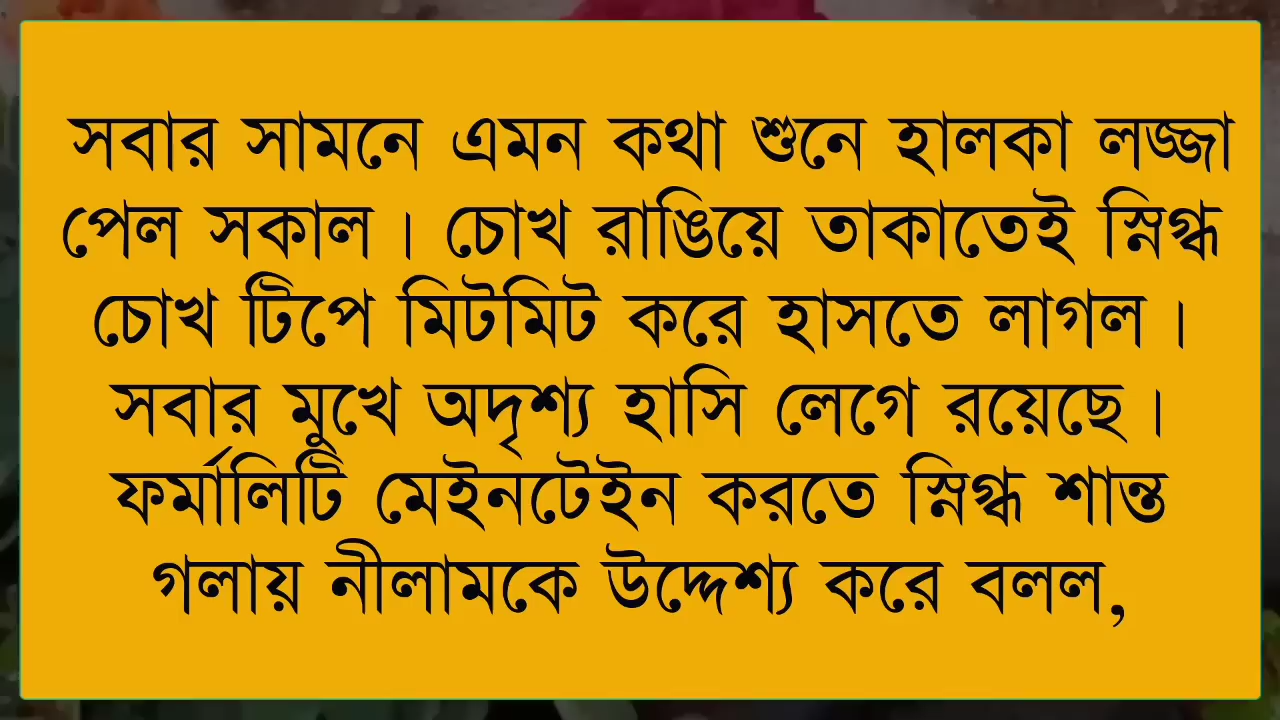 সবার সামনে এমন কথা শুনে হালকা লজ্জা
পেল সকাল। চোখ রাঙিয়ে তাকাতেই স্নিগ্ধ
চোখ টিপে মিটমিট করে হাসতে লাগল।
সবার মুখে অদৃশ্য হাসি লেগে রয়েছে।
ফর্মালিটি মেইনটেইন করতে স্নিগ্ধ শান্ত
গলায় নীলামকে উদ্দেশ্য করে বলল,